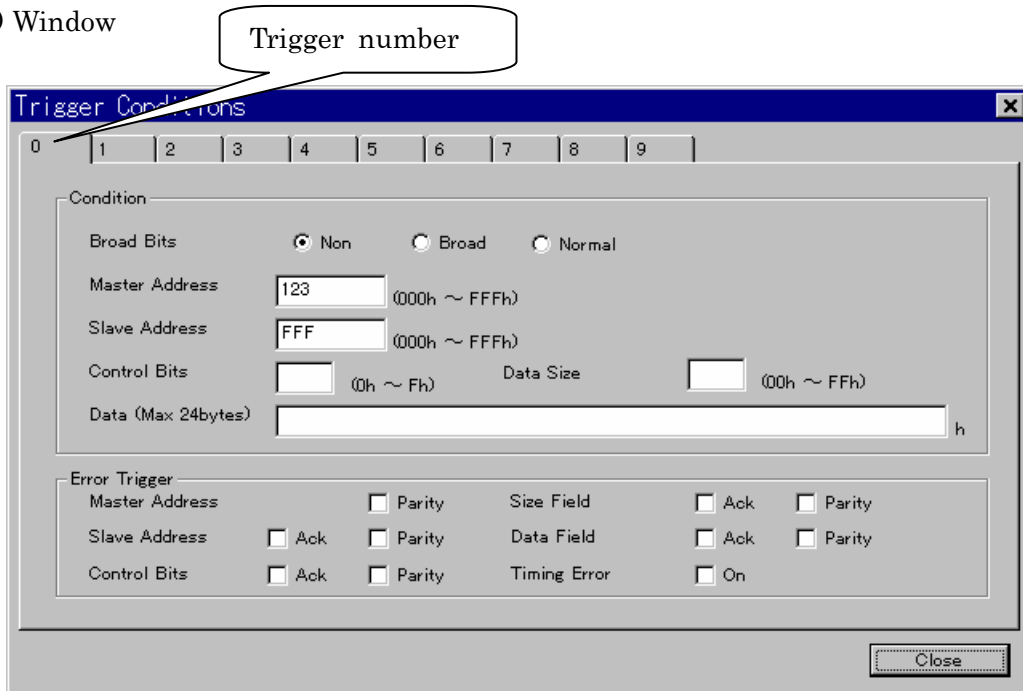 Window
Trigger number
Trigger Conditions
0 1 2 3 4 5 6 7 8 9
Condition
Broad Bits Non Broad Normal
Master Address 123 (000h ～ FFFh)
Slave Address FFF (000h ～ FFFh)
Control Bits (0h ～ Fh) Data Size (00h ～ FFh)
Data (Max 24bytes) h
Error Trigger
Master Address Parity Size Field Ack Parity
Slave Address Ack Parity Data Field Ack Parity
Control Bits Ack Parity Timing Error On
Close